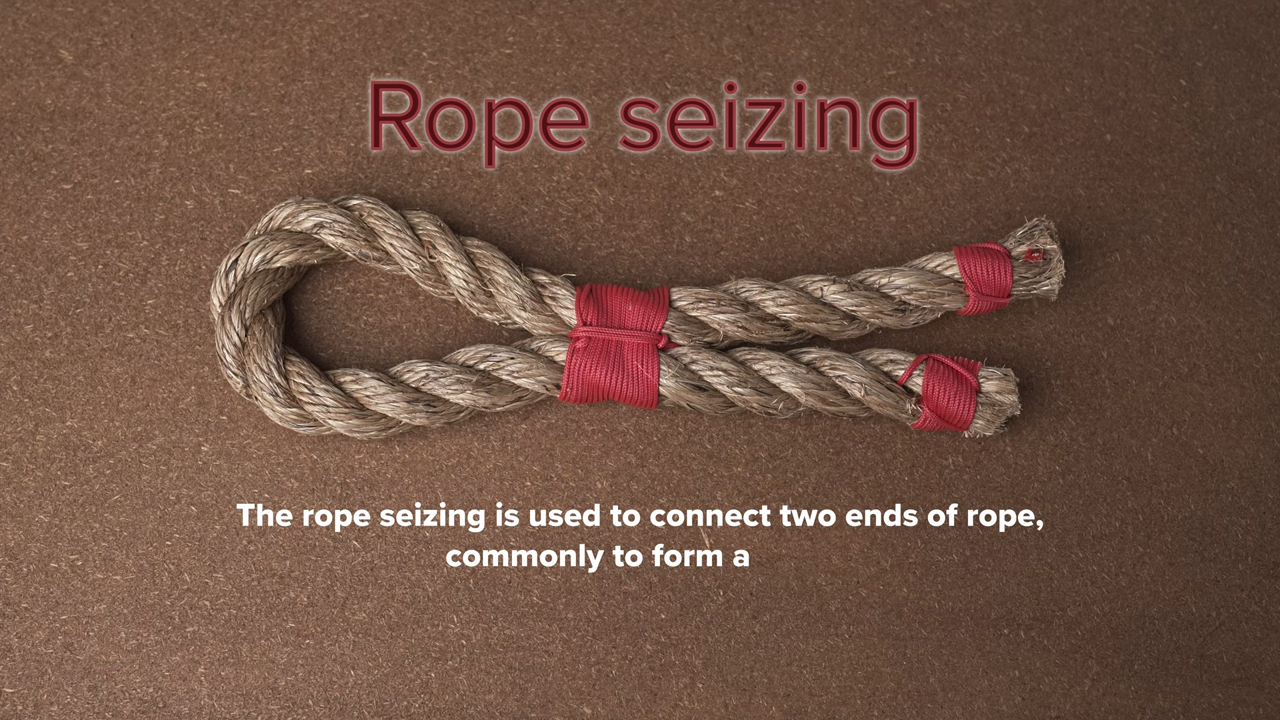 Rope seizing
The rope seizing is used to connect two ends of rope,
commonly to form a